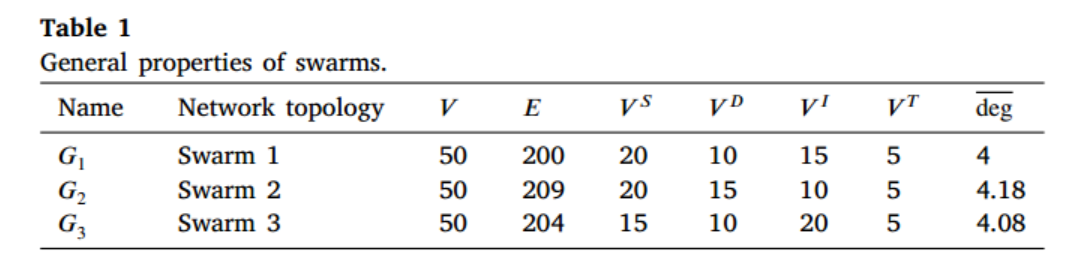 Table 1
General properties of swarms.
Name Network topology V E V^S V^D V^I V^T \overline{deg}
G_1 Swarm 1 50 200 20 10 15 5 4
G_2 Swarm 2 50 209 20 15 10 5 4.18
G_3 Swarm 3 50 204 15 10 20 5 4.08